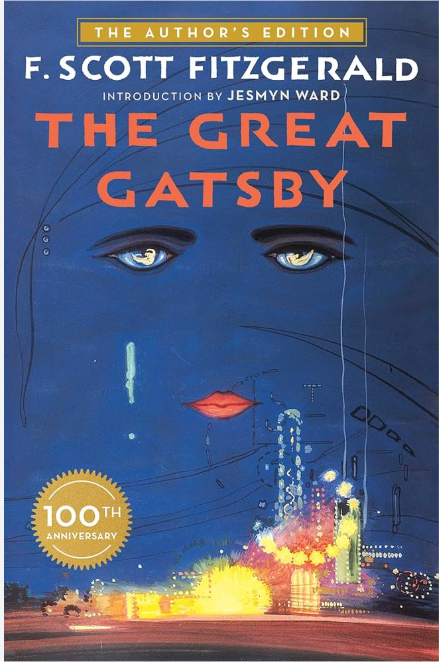 THE AUTHOR'S EDITION
F. SCOTT FITZGERALD
INTRODUCTION BY JESMYN WARD
THE GREAT
GATSBY
100TH
ANNIVERSARY